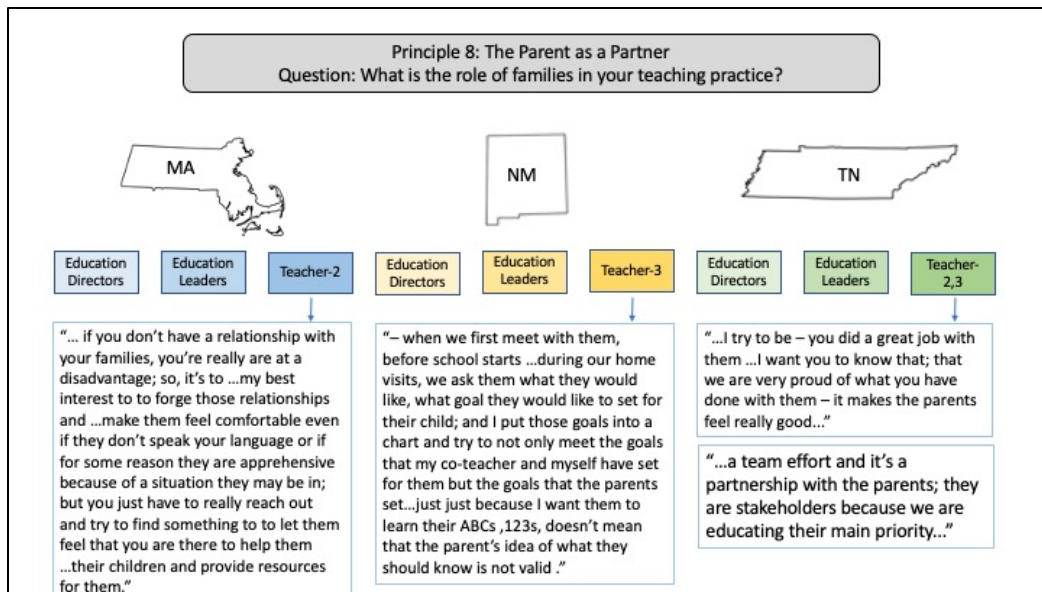 Principle 8: The Parent as a Partner
Question: What is the role of families in your teaching practice?
MA
NM
TN
Education
Directors
Education
Leaders
Teacher-2
Education
Directors
Education
Leaders
Teacher-3
Education
Directors
Education
Leaders
Teacher-
2,3
“… if you don’t have a relationship with
your families, you’re really are at a
disadvantage; so, it’s to …my best
interest to to forge those relationships
and …make them feel comfortable even
if they don’t speak your language or if
for some reason they are apprehensive
because of a situation they may be in;
but you just have to really reach out
and try to find something to to let them
feel that you are there to help them
…their children and provide resources
for them.”
“– when we first meet with them,
before school starts …during our home
visits, we ask them what they would
like, what goal they would like to set for
their child; and I put those goals into a
chart and try to not only meet the goals
that my co-teacher and myself have set
for them but the goals that the parents
set…just just because I want them to
learn their ABCs ,123s, doesn’t mean
that the parent’s idea of what they
should know is not valid .”
“…I try to be – you did a great job with
them …I want you to know that; that
we are very proud of what you have
done with them – it makes the parents
feel really good…”
“…a team effort and it’s a
partnership with the parents; they
are stakeholders because we are
educating their main priority…”